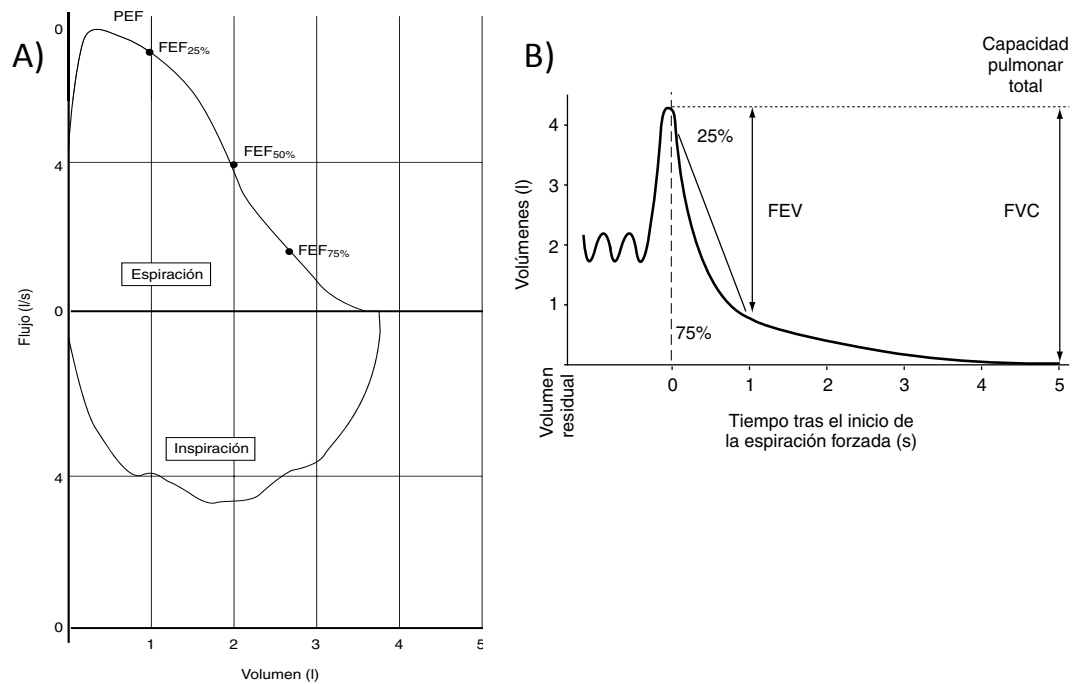 A)
PEF
0
FEF25%
4
FEF50%
FEF75%
Espiración
0
Flujo (l/s)
Inspiración
4
0
1 2 3 4 5
Volumen (l)
B)
Capacidad
pulmonar
total
4
25%
3
FEV
FVC
Volúmenes (l)
2
1
75%
Volumen
residual
0 1 2 3 4 5
Tiempo tras el inicio de
la espiración forzada (s)